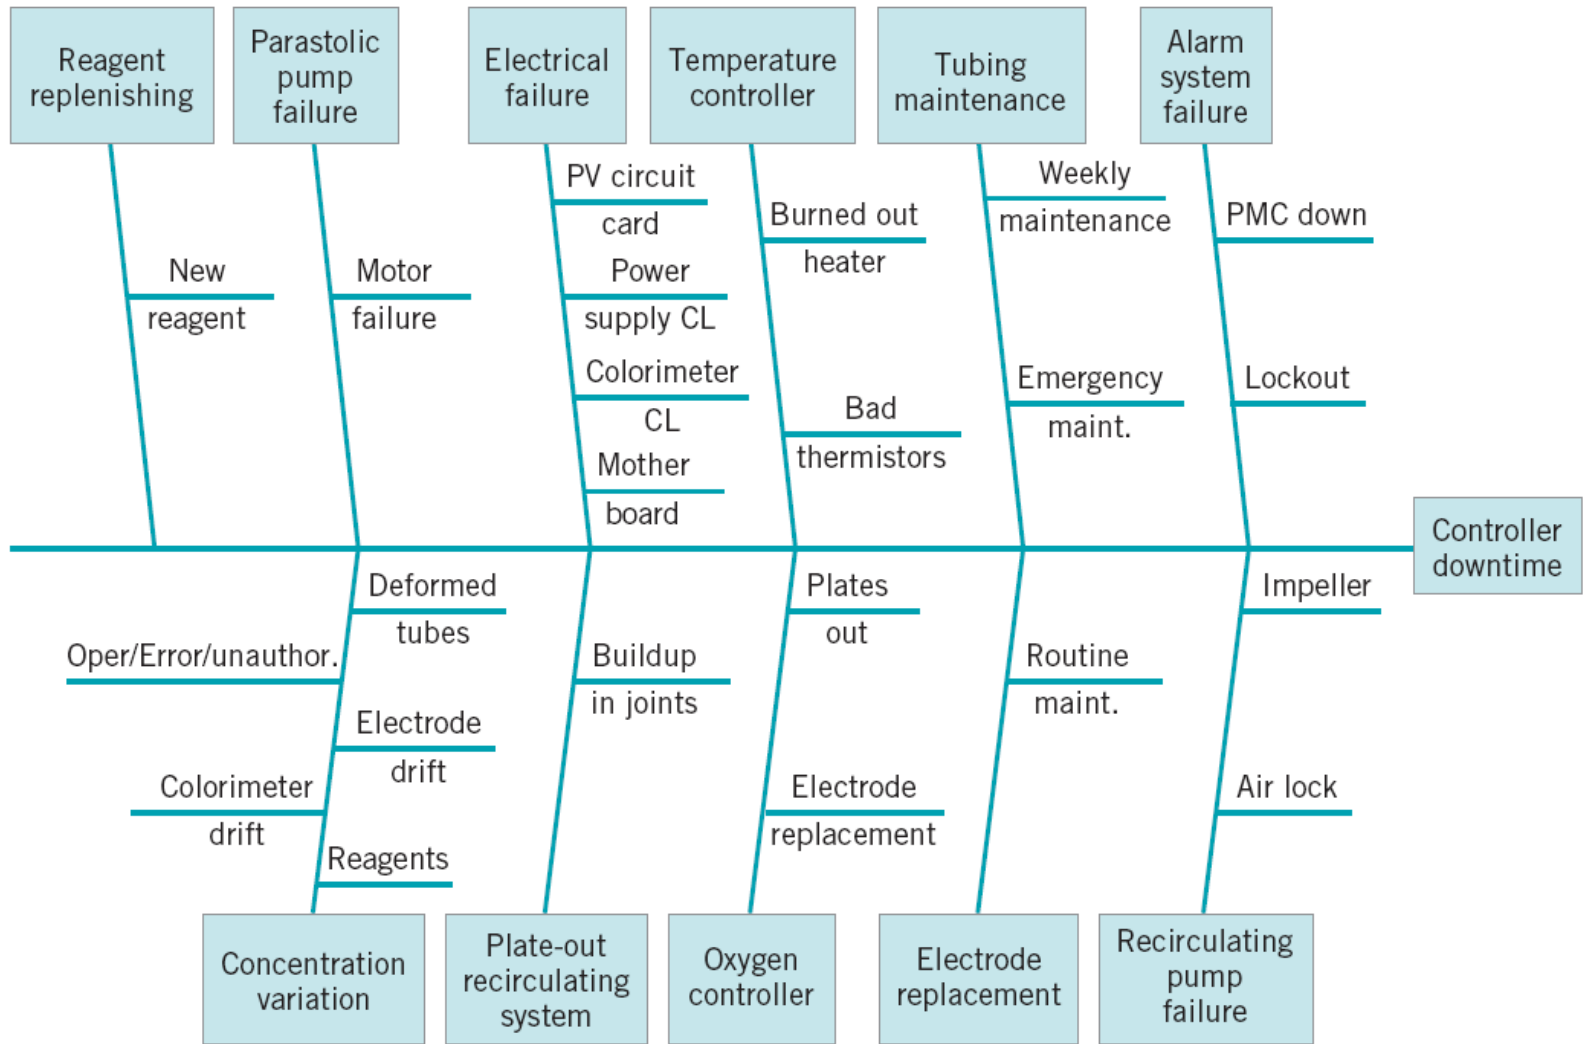 Reagent
replenishing
Parastolic
pump
failure
Electrical
failure
Temperature
controller
Tubing
maintenance
Alarm
system
failure
New
reagent
Motor
failure
PV circuit
card
Power
supply CL
Colorimeter
CL
Mother
board
Burned out
heater
Bad
thermistors
Weekly
maintenance
Emergency
maint.
PMC down
Lockout
Controller
downtime
Deformed
tubes
Oper/Error/unauthor.
Electrode
drift
Colorimeter
drift
Reagents
Buildup
in joints
Plates
out
Electrode
replacement
Routine
maint.
Impeller
Air lock
Concentration
variation
Plate-out
recirculating
system
Oxygen
controller
Electrode
replacement
Recirculating
pump
failure